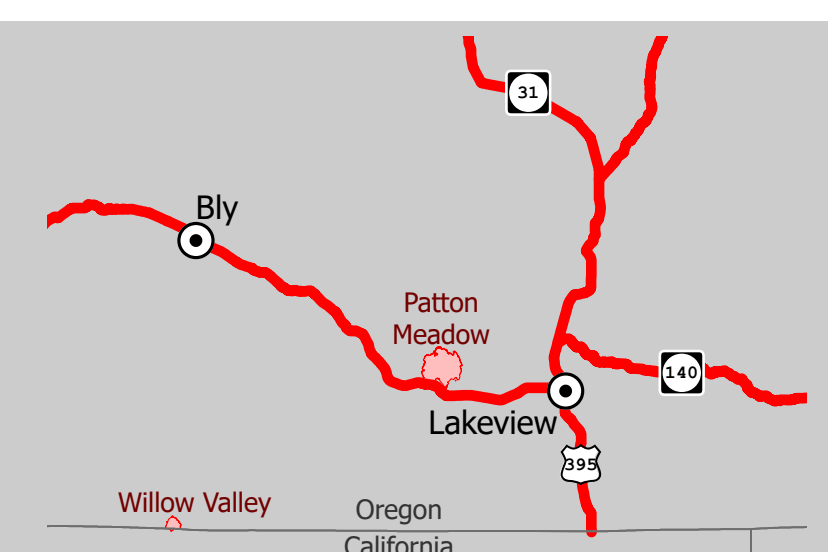 31
Bly
Patton
Meadow
140
Lakeview
395
Willow Valley
Oregon
California